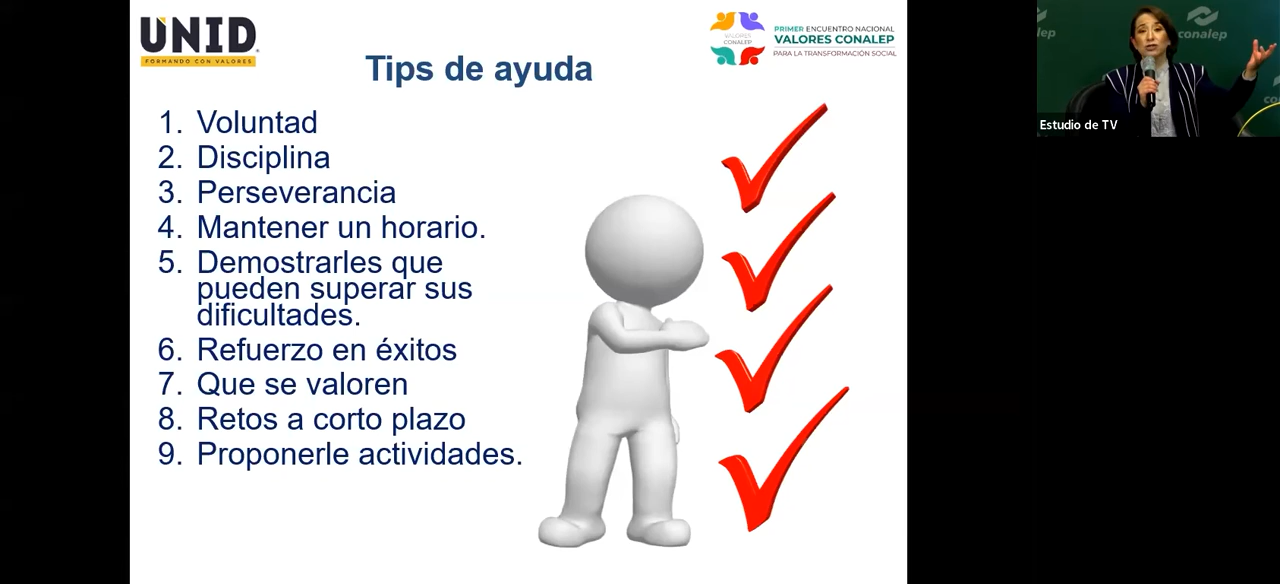 UNID
FORMANDO CON VALORES
VALORES
CONALEP
PRIMER ENCUENTRO NACIONAL
VALORES CONALEP
PARA LA TRANSFORMACIÓN SOCIAL
Tips de ayuda
1. Voluntad
2. Disciplina
3. Perseverancia
4. Mantener un horario.
5. Demostrarles que
pueden superar sus
dificultades.
6. Refuerzo en éxitos
7. Que se valoren
8. Retos a corto plazo
9. Proponerle actividades.
conalep
Estudio de TV